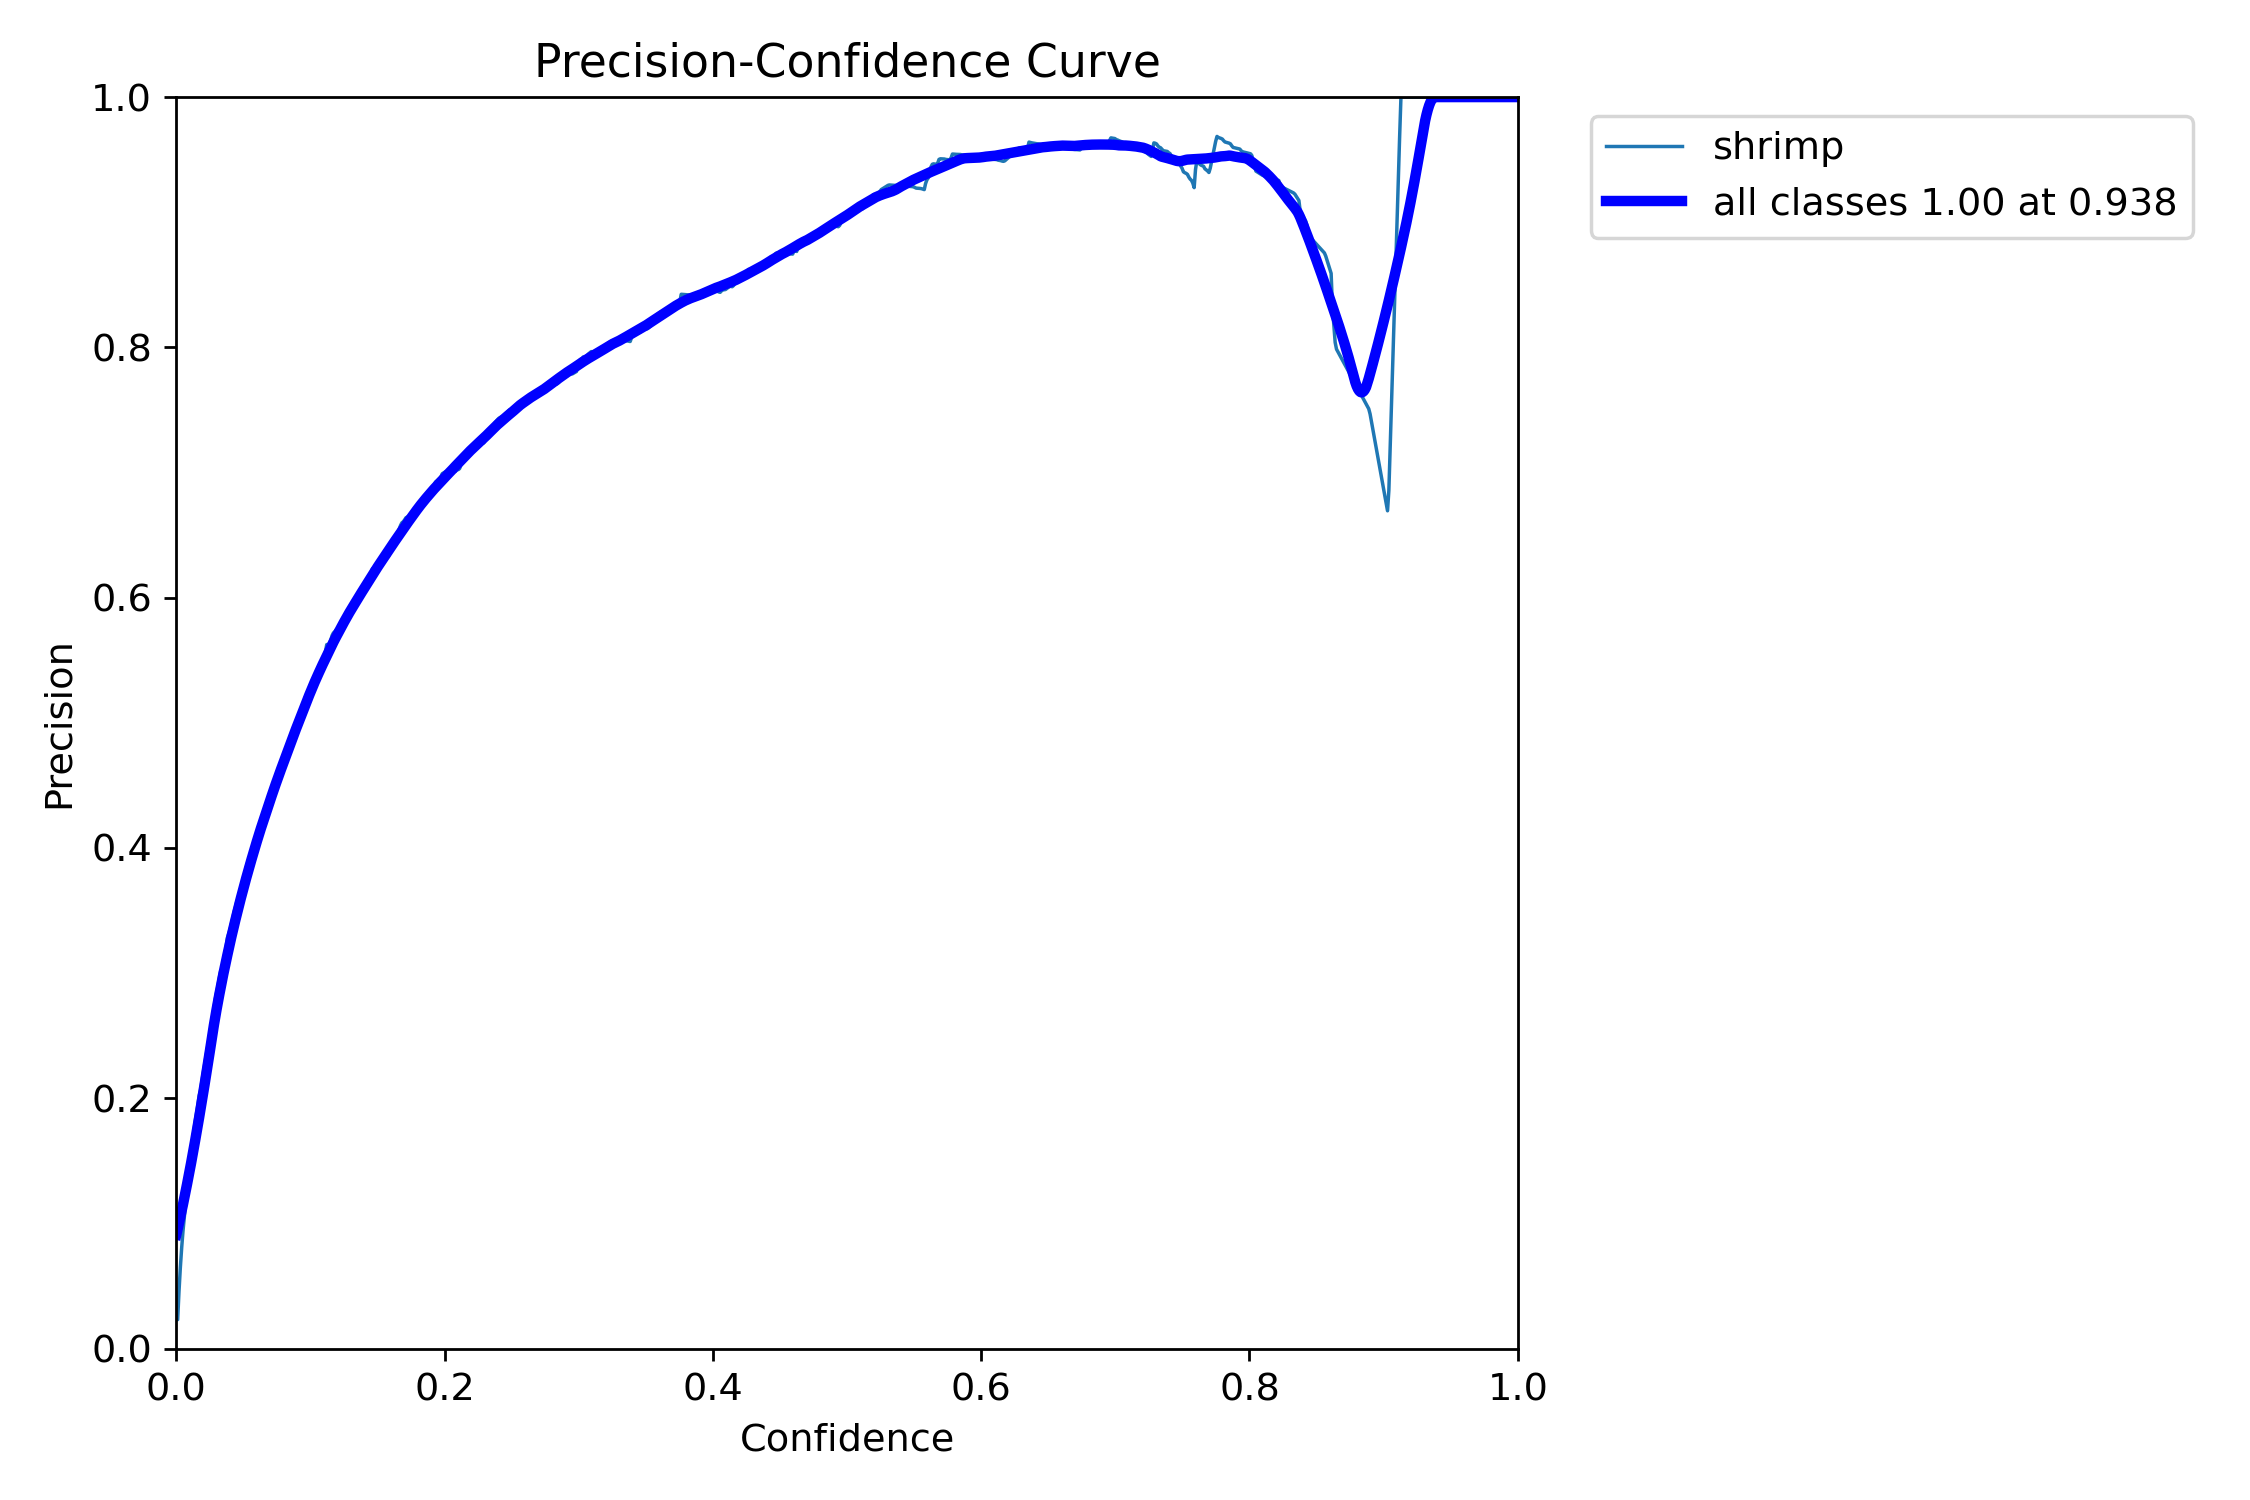 Precision-Confidence Curve
1.0
0.8
0.6
0.4
0.2
0.0
Precision
0.0 0.2 0.4 0.6 0.8 1.0
Confidence
shrimp
all classes 1.00 at 0.938